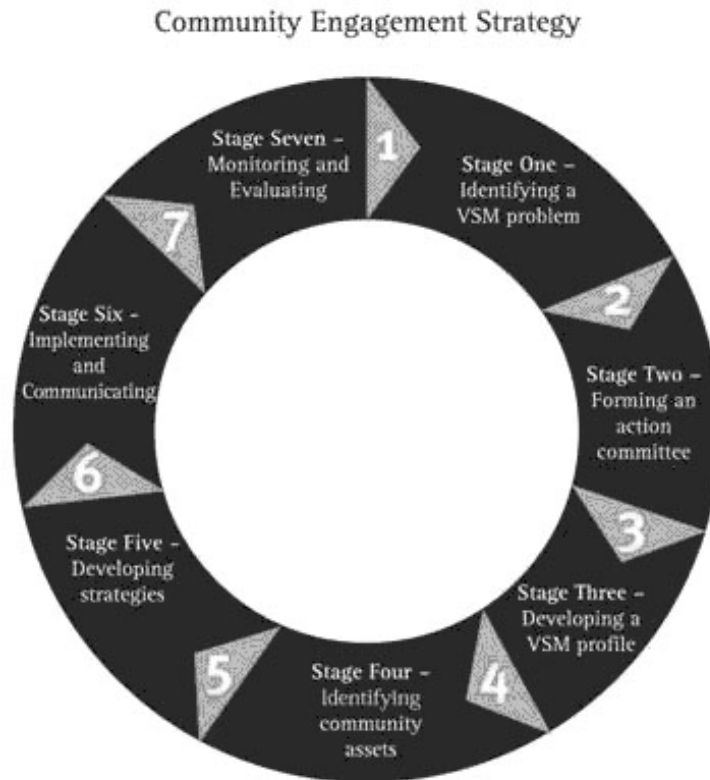 Community Engagement Strategy
1
Stage One –
Identifying a
VSM problem
2
Stage Two –
Forming an
action
committee
3
Stage Three –
Developing a
VSM profile
4
Stage Four –
Identifying
community
assets
5
Stage Five –
Developing
strategies
6
Stage Six –
Implementing
and
Communicating
7
Stage Seven –
Monitoring and
Evaluating